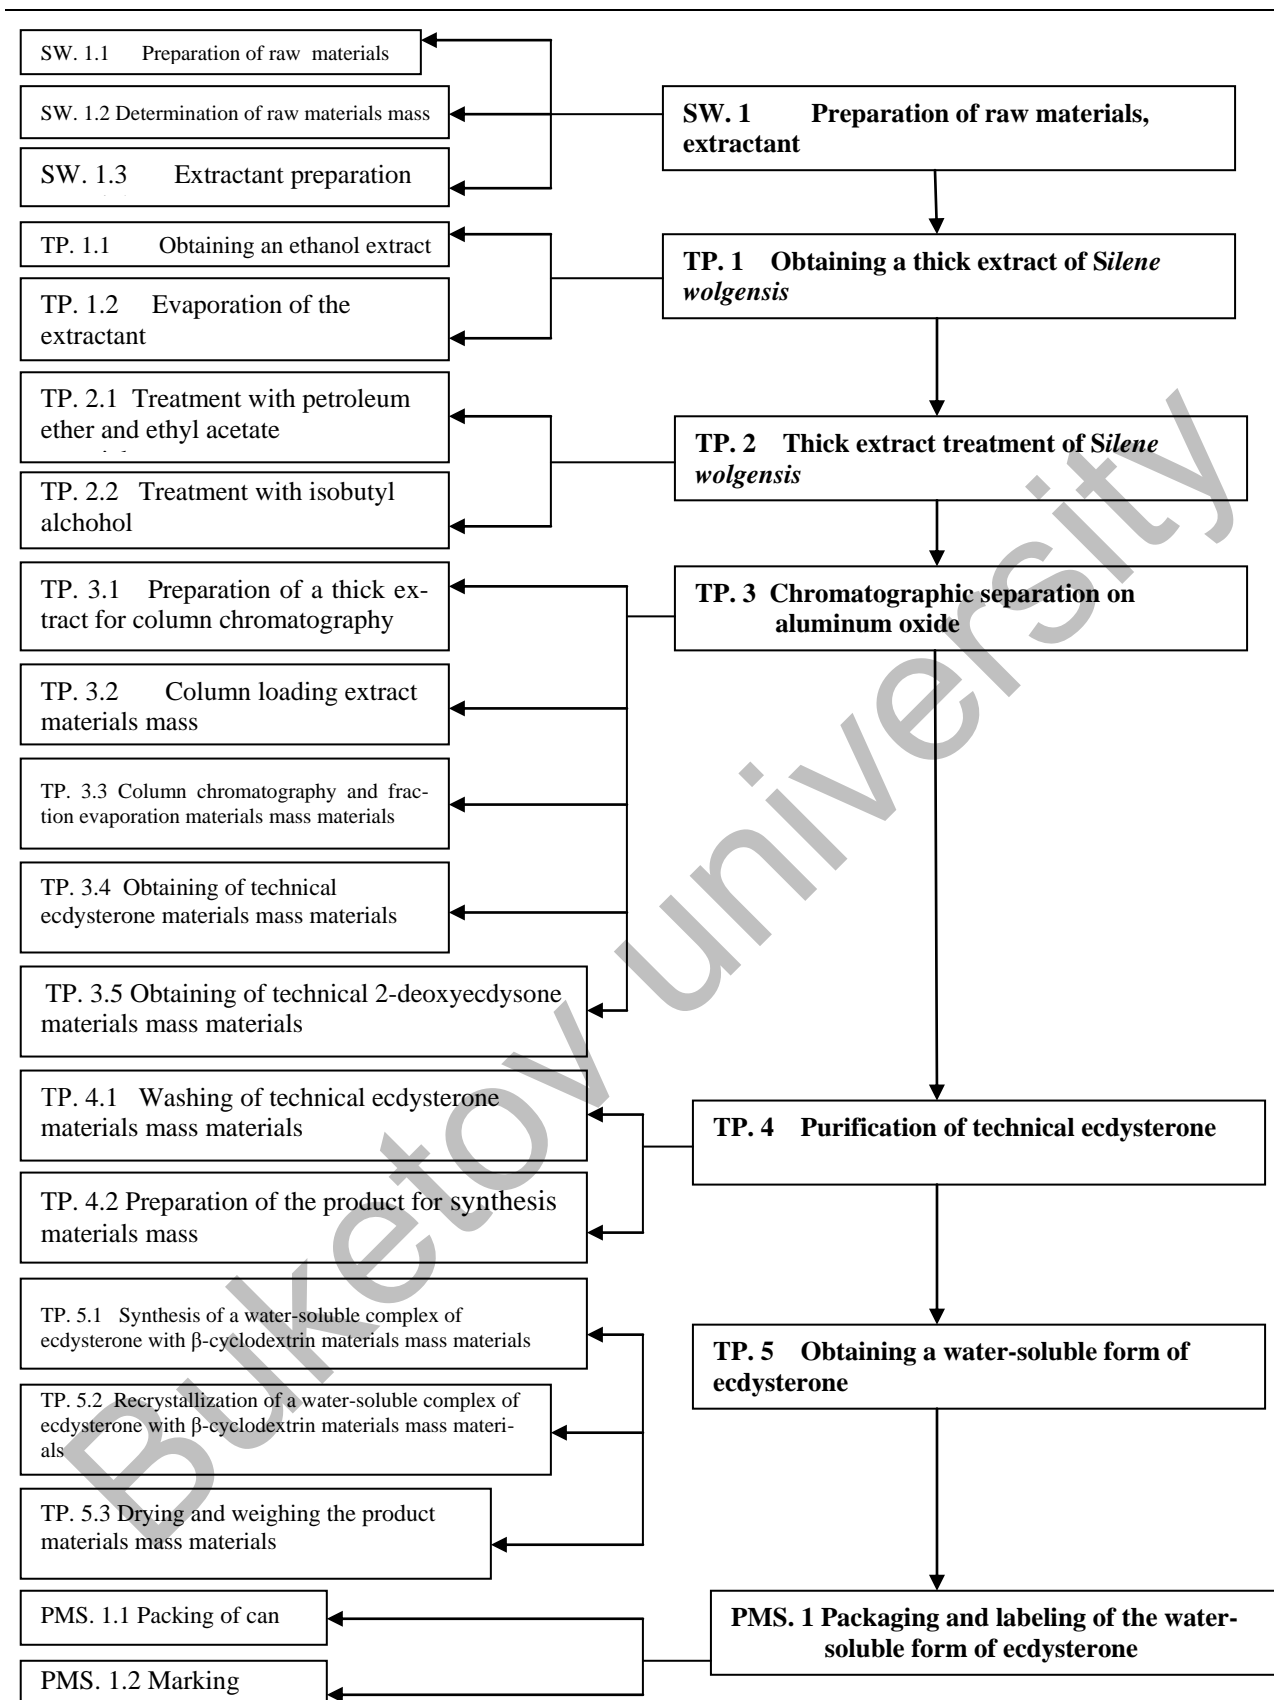 SW. 1.1 Preparation of raw materials
SW. 1.2 Determination of raw materials mass
SW. 1.3 Extractant preparation
SW. 1 Preparation of raw materials,
extractant
TP. 1.1 Obtaining an ethanol extract
TP. 1.2 Evaporation of the
extractant
TP. 1 Obtaining a thick extract of Silene
wolgensis
TP. 2.1 Treatment with petroleum
ether and ethyl acetate
TP. 2.2 Treatment with isobutyl
alchohol
TP. 2 Thick extract treatment of Silene
wolgensis
TP. 3.1 Preparation of a thick ex-
tract for column chromatography
TP. 3.2 Column loading extract
materials mass
TP. 3.3 Column chromatography and frac-
tion evaporation materials mass materials
TP. 3.4 Obtaining of technical
ecdysterone materials mass materials
TP. 3.5 Obtaining of technical 2-deoxyecdysone
materials mass materials
TP. 3 Chromatographic separation on
aluminum oxide
TP. 4.1 Washing of technical ecdysterone
materials mass materials
TP. 4.2 Preparation of the product for synthesis
materials mass
TP. 4 Purification of technical ecdysterone
TP. 5.1 Synthesis of a water-soluble complex of
ecdysterone with β-cyclodextrin materials mass materials
TP. 5.2 Recrystallization of a water-soluble complex of
ecdysterone with β-cyclodextrin materials mass materi-
als
TP. 5.3 Drying and weighing the product
materials mass materials
TP. 5 Obtaining a water-soluble form of
ecdysterone
PMS. 1.1 Packing of can
PMS. 1.2 Marking
PMS. 1 Packaging and labeling of the water-
soluble form of ecdysterone
Buketov university